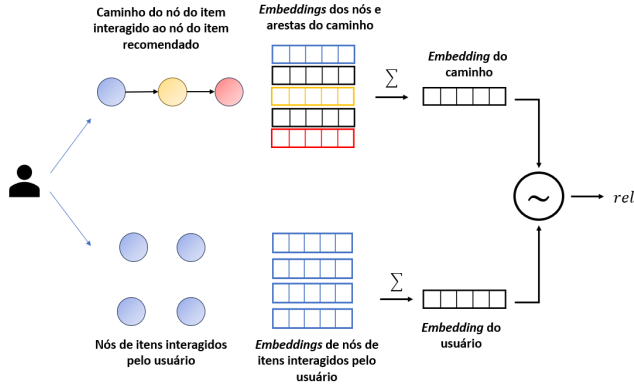 Caminho do nó do item
interagido ao nó do item
recomendado
Embeddings dos nós e
arestas do caminho
∑
Embedding do
caminho
~
rel
Nós de itens interagidos
pelo usuário
Embeddings de nós de
itens interagidos pelo
usuário
∑
Embedding do
usuário